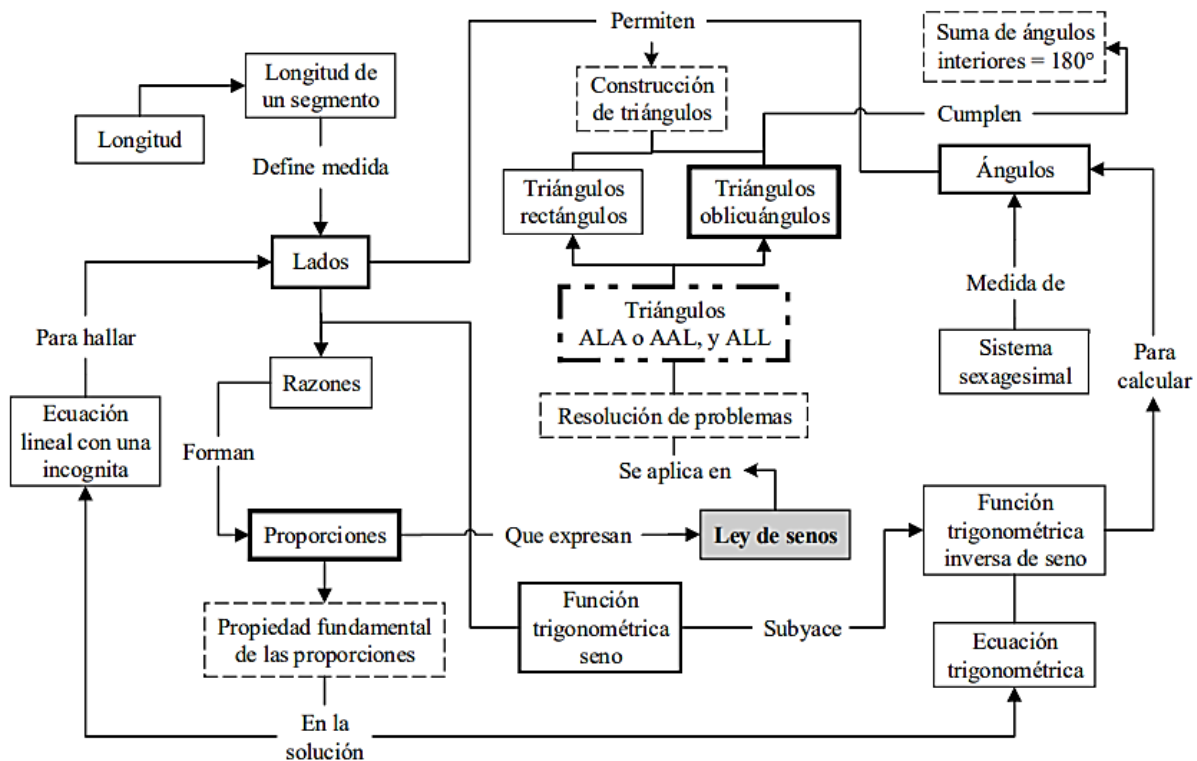 Permiten
Suma de ángulos
interiores = 180°
Longitud de
un segmento
Construcción
de triángulos
Longitud
Cumplen
Define medida
Triángulos
rectángulos
Triángulos
oblicuángulos
Ángulos
Lados
Medida de
Triángulos
ALA o AAL, y ALL
Para hallar
Sistema
sexagesimal
Para
calcular
Razones
Ecuación
lineal con una
incognita
Resolución de problemas
Forman
Se aplica en
Proporciones
Que expresan
Ley de senos
Función
trigonométrica
inversa de seno
Propiedad fundamental
de las proporciones
Función
trigonométrica
seno
Subyace
Ecuación
trigonométrica
En la
solución